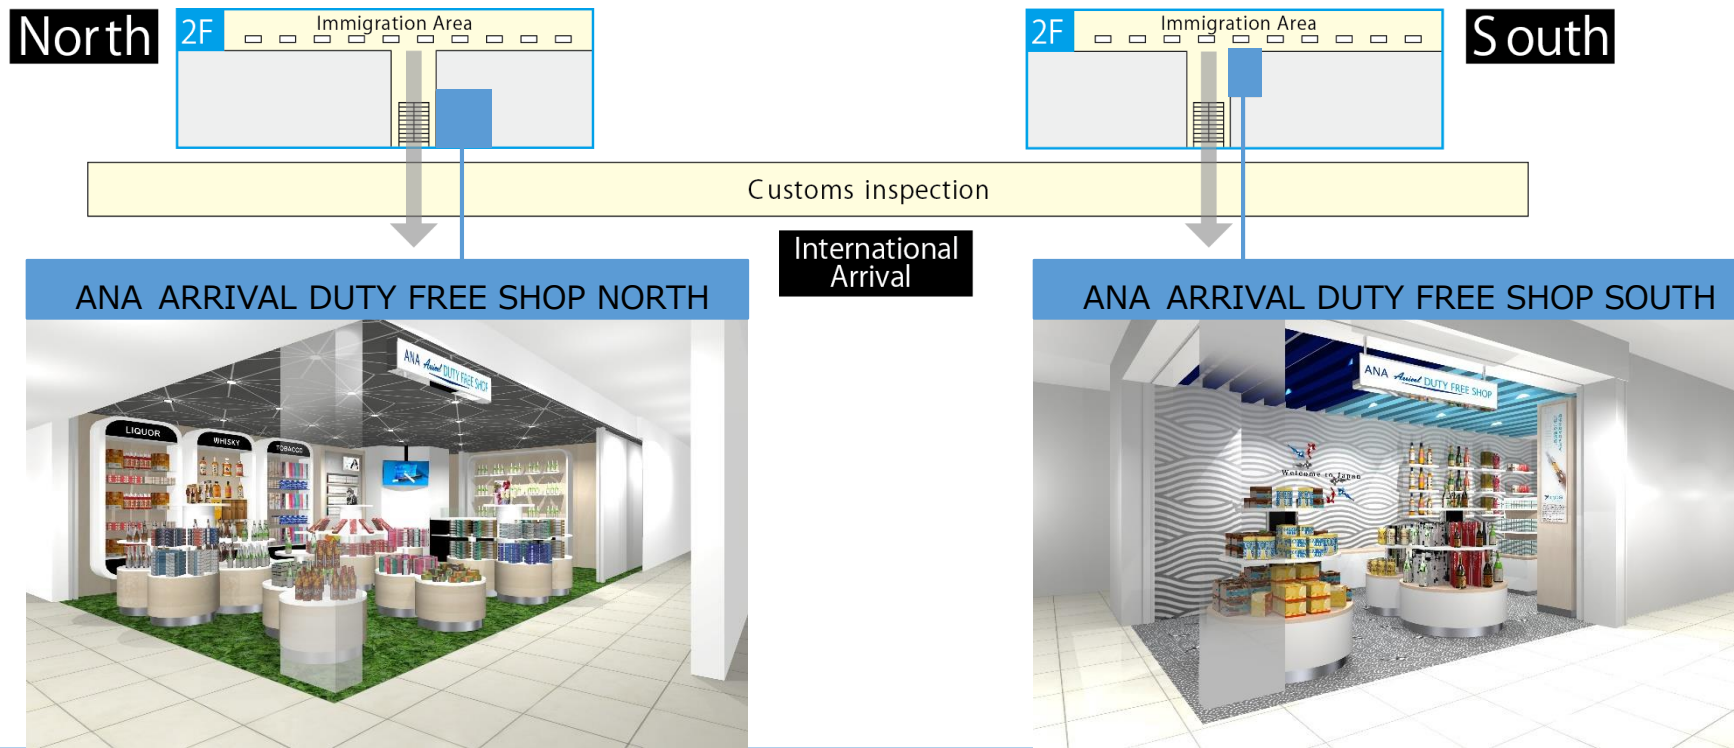 North
2F
Immigration Area
2F
Immigration Area
South
Customs inspection
International
Arrival
ANA ARRIVAL DUTY FREE SHOP NORTH
ANA ARRIVAL DUTY FREE SHOP SOUTH
ANA Arrival DUTY FREE SHOP
LIQUOR
WHISKY
TOBACCO
ANA Arrival DUTY FREE SHOP
Welcome to Japan